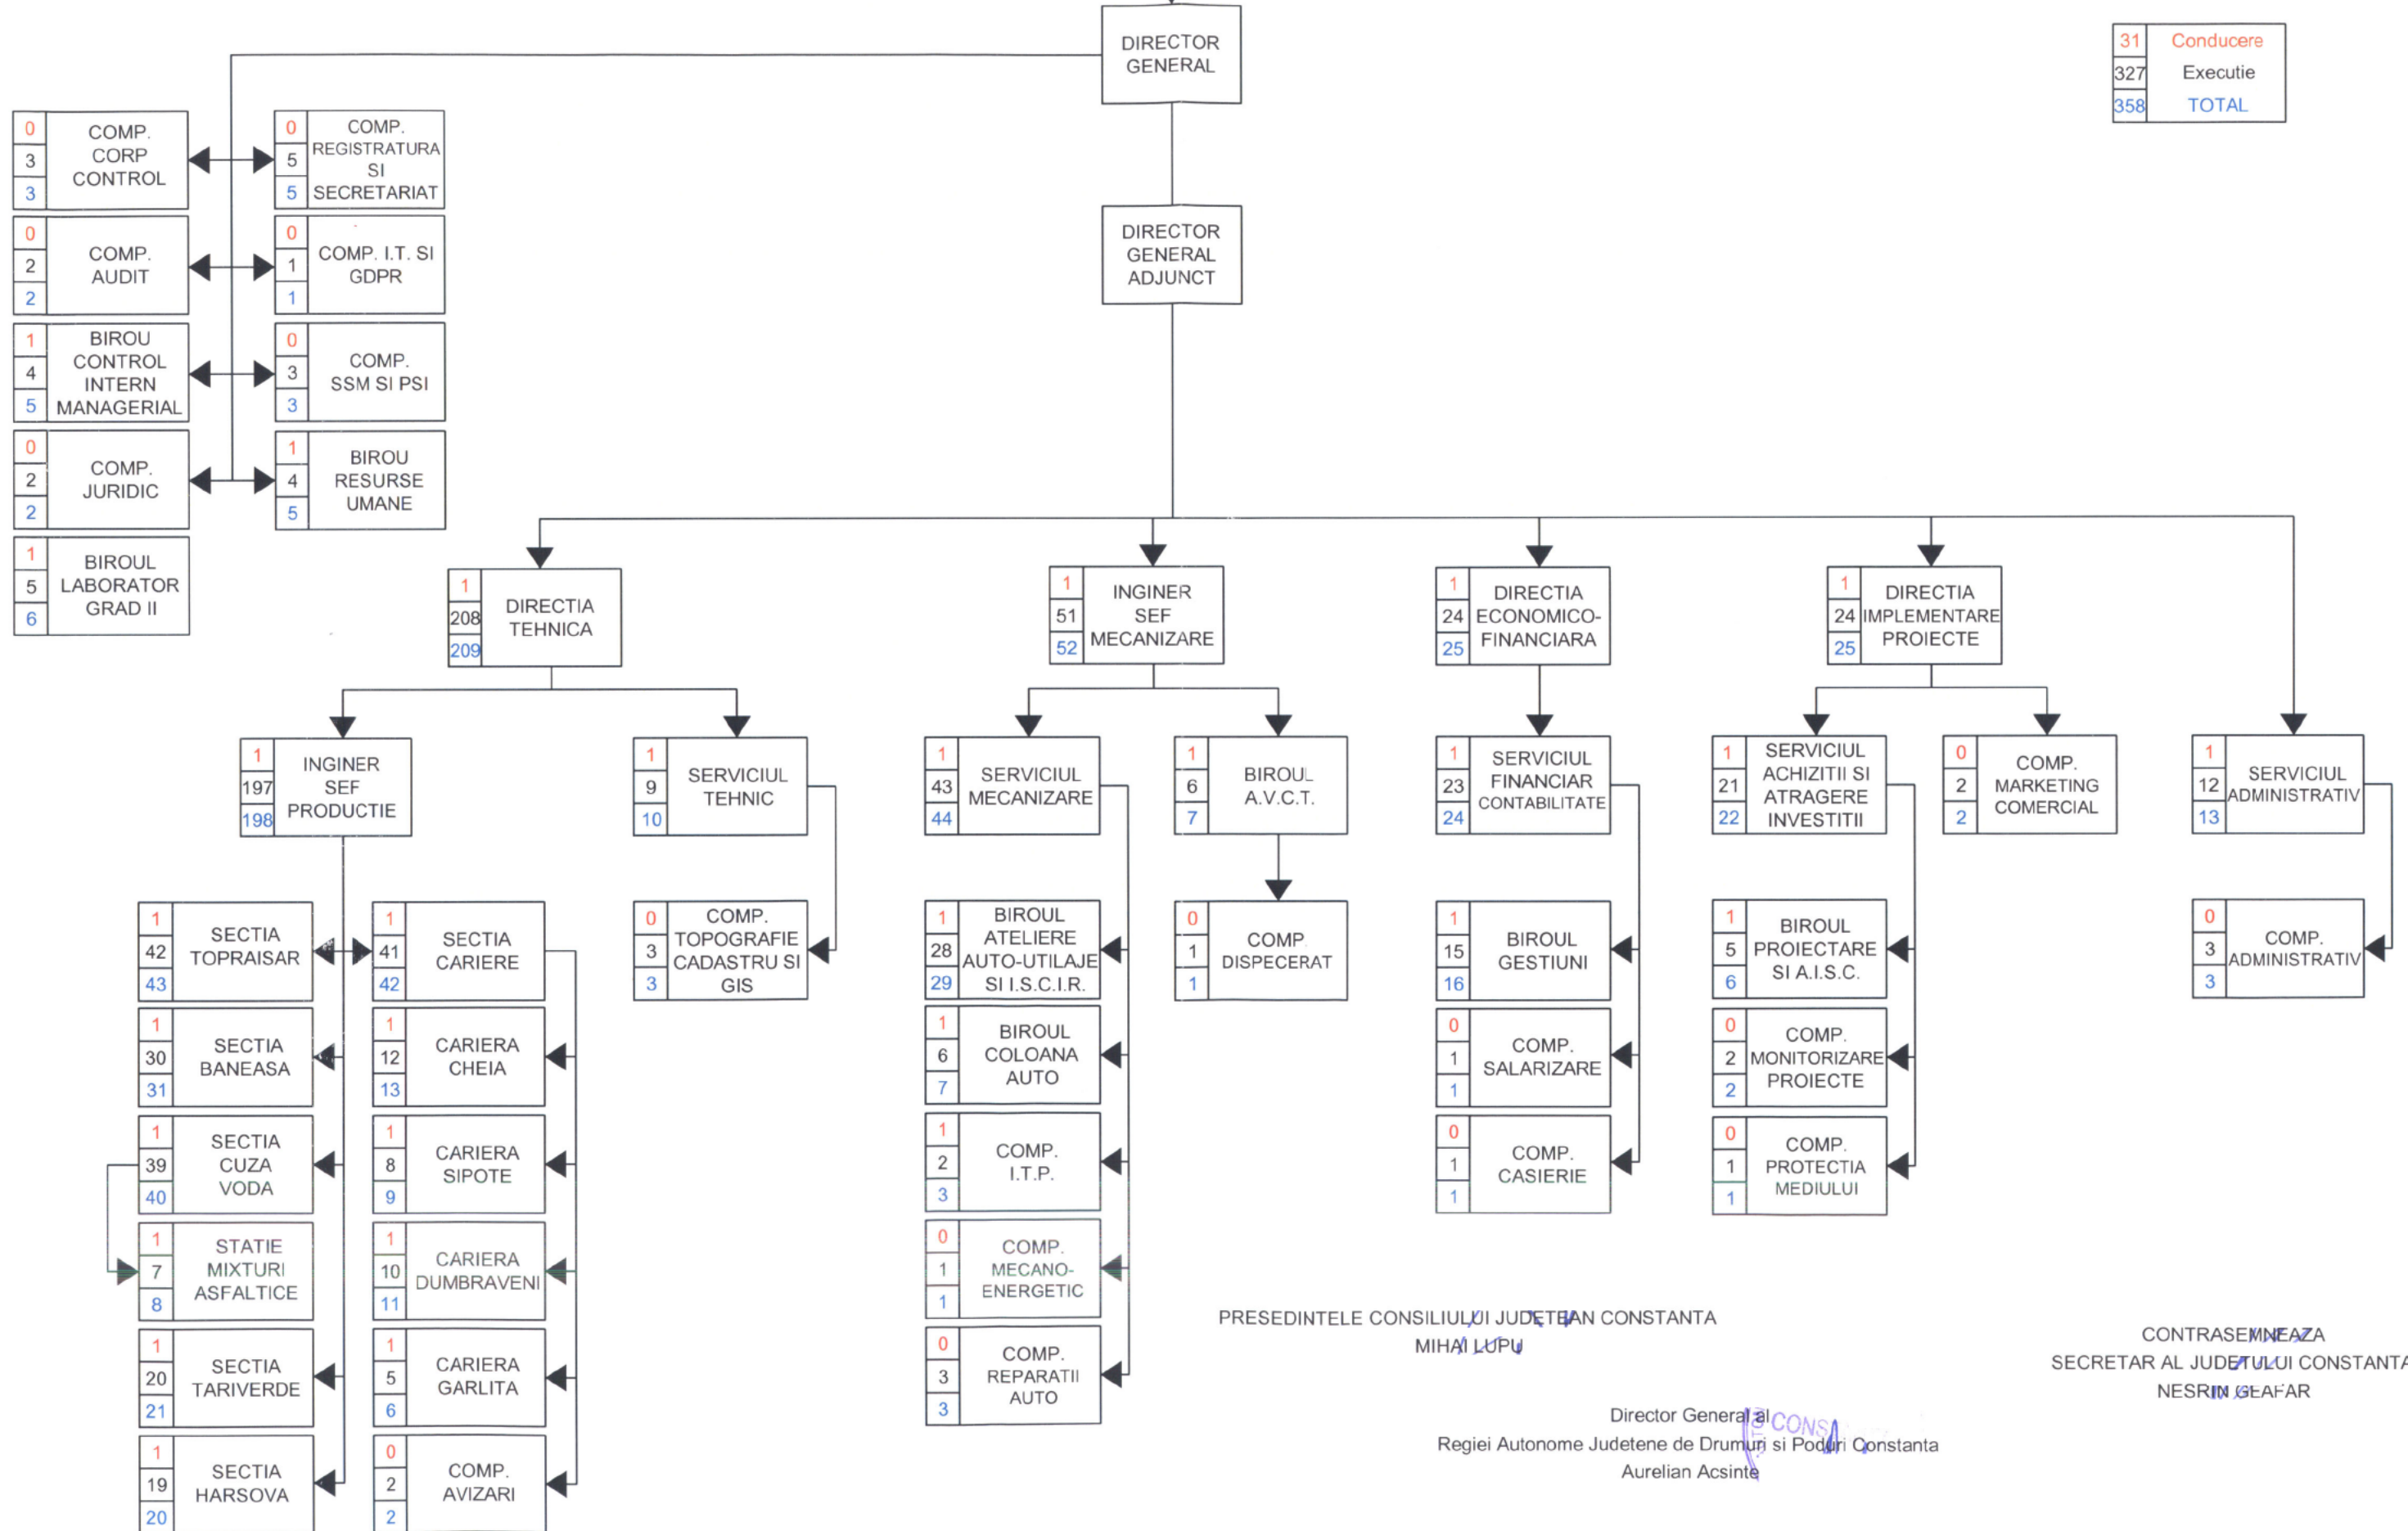 DIRECTOR
GENERAL
31 Conducere
327 Executie
358 TOTAL
0
3
3
COMP.
CORP
CONTROL
0
5
5
COMP.
REGISTRATURA
SI
SECRETARIAT
0
2
2
COMP.
AUDIT
0
1
1
COMP. I.T. SI
GDPR
DIRECTOR
GENERAL
ADJUNCT
1
4
5
BIROU
CONTROL
INTERN
MANAGERIAL
0
3
3
COMP.
SSM SI PSI
0
2
2
COMP.
JURIDIC
1
4
5
BIROU
RESURSE
UMANE
1
5
6
BIROUL
LABORATOR
GRAD II
1
208
209
DIRECTIA
TEHNICA
1
51
52
INGINER
SEF
MECANIZARE
1
24
25
DIRECTIA
ECONOMICO-
FINANCIARA
1
24
25
DIRECTIA
IMPLEMENTARE
PROIECTE
1
197
198
INGINER
SEF
PRODUCTIE
1
9
10
SERVICIUL
TEHNIC
1
43
44
SERVICIUL
MECANIZARE
1
6
7
BIROUL
A.V.C.T.
1
23
24
SERVICIUL
FINANCIAR
CONTABILITATE
1
21
22
SERVICIUL
ACHIZITII SI
ATRAGERE
INVESTITII
0
2
2
COMP.
MARKETING
COMERCIAL
1
12
13
SERVICIUL
ADMINISTRATIV
1
42
43
SECTIA
TOPRAISAR
1
41
42
SECTIA
CARIERE
0
3
3
COMP.
TOPOGRAFIE
CADASTRU SI
GIS
1
28
29
BIROUL
ATELIERE
AUTO-UTILAJE
SI I.S.C.I.R.
0
1
1
COMP.
DISPECERAT
1
15
16
BIROUL
GESTIUNI
1
5
6
BIROUL
PROIECTARE
SI A.I.S.C.
0
3
3
COMP.
ADMINISTRATIV
1
30
31
SECTIA
BANEASA
1
12
13
CARIERA
CHEIA
1
6
7
BIROUL
COLOANA
AUTO
0
1
1
COMP.
SALARIZARE
0
2
2
COMP.
MONITORIZARE
PROIECTE
1
39
40
SECTIA
CUZA
VODA
1
8
9
CARIERA
SIPOTE
1
2
3
COMP.
I.T.P.
0
1
1
COMP.
CASIERIE
0
1
1
COMP.
PROTECTIA
MEDIULUI
1
7
8
STATIE
MIXTURI
ASFALTICE
1
10
11
CARIERA
DUMBRAVENI
0
1
1
COMP.
MECANO-
ENERGETIC
1
20
21
SECTIA
TARIVERDE
1
5
6
CARIERA
GARLITA
0
3
3
COMP.
REPARATII
AUTO
1
19
20
SECTIA
HARSOVA
0
2
2
COMP.
AVIZARI
PRESEDINTELE CONSILIULUI JUDETEAN CONSTANTA
MIHAI LUPU
CONTRASEMNEAZA
SECRETAR AL JUDETULUI CONSTANTA
NESRIN GEAFAR
Director General al
Regiei Autonome Judetene de Drumuri si Poduri Constanta
Aurelian Acsinte
CONS